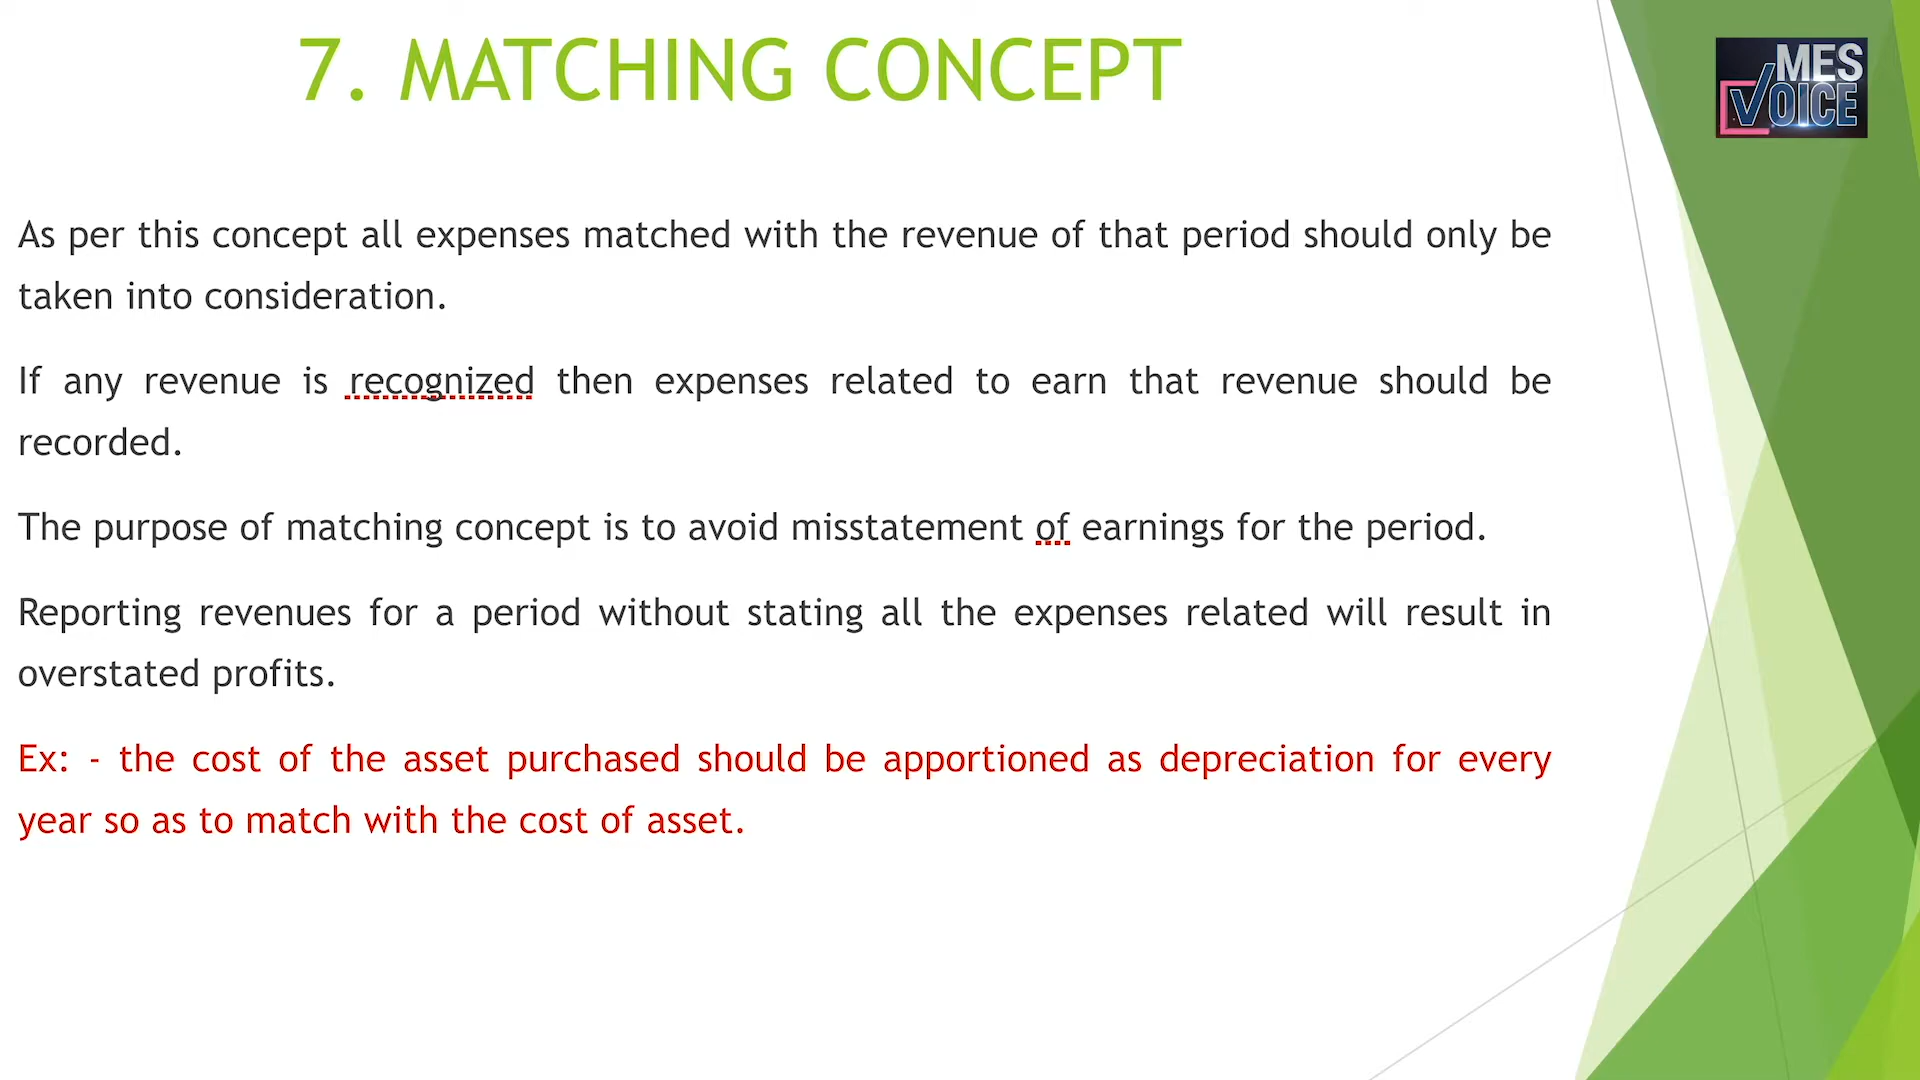 7. MATCHING CONCEPT
MES
VOICE
As per this concept all expenses matched with the revenue of that period should only be
taken into consideration.
If any revenue is recognized then expenses related to earn that revenue should be
recorded.
The purpose of matching concept is to avoid misstatement of earnings for the period.
Reporting revenues for a period without stating all the expenses related will result in
overstated profits.
Ex: - the cost of the asset purchased should be apportioned as depreciation for every
year so as to match with the cost of asset.